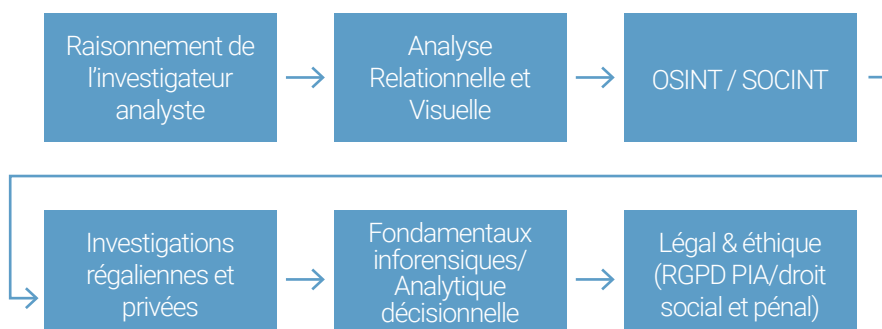 Raisonnement de
l’investigateur
analyste
Analyse
Relationnelle et
Visuelle
OSINT / SOCINT
Investigations
régaliennes et
privées
Fondamentaux
inforensiques/
Analytique
décisionnelle
Légal & éthique
(RGPD PIA/droit
social et pénal)